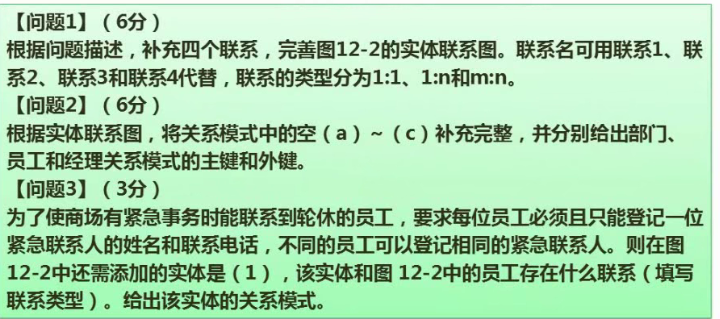 【问题1】（6分）
根据问题描述，补充四个联系，完善图12-2的实体联系图。联系名可用联系1、联
系2、联系3和联系4代替，联系的类型分为1:1、1:n和m:n。
【问题2】（6分）
根据实体联系图，将关系模式中的空（a）～（c）补充完整，并分别给出部门、
员工和经理关系模式的主键和外键。
【问题3】（3分）
为了使商场有紧急事务时能联系到轮休的员工，要求每位员工必须且只能登记一位
紧急联系人的姓名和联系电话，不同的员工可以登记相同的紧急联系人。则在图
12-2中还需添加的实体是（1），该实体和图 12-2中的员工存在什么联系（填写
联系类型）。给出该实体的关系模式。